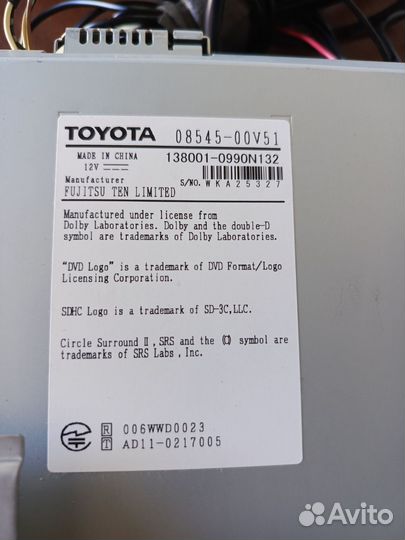 TOYOTA 08545-00V51
MADE IN CHINA 138001-0990N132
12V S/NO. WKA25327
Manufacturer
FUJITSU TEN LIMITED
Manufactured under license from
Dolby Laboratories. Dolby and the double-D
symbol are trademarks of Dolby Laboratories.
"DVD Logo" is a trademark of DVD Format/Logo
Licensing Corporation.
SDHC Logo is a trademark of SD-3C, LLC.
Circle Surround II, SRS and the symbol are
trademarks of SRS Labs, Inc.
R 006WWD0023
T AD11-0217005
Avito